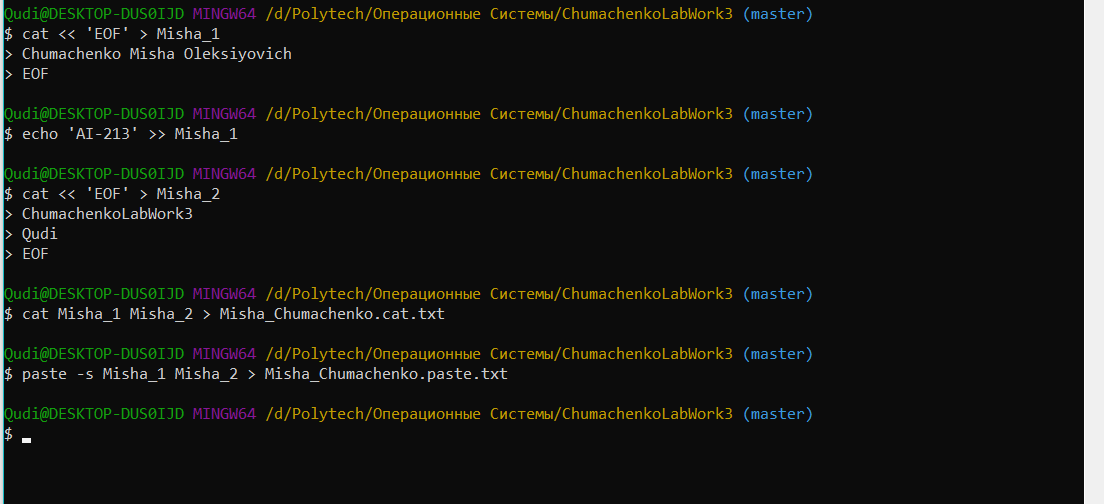 Qudi@DESKTOP-DUS0IJD MINGW64 /d/Polytech/Операционные Системы/ChumachenkoLabWork3 (master)
$ cat << 'EOF' > Misha_1
> Chumachenko Misha Oleksiyovich
> EOF
Qudi@DESKTOP-DUS0IJD MINGW64 /d/Polytech/Операционные Системы/ChumachenkoLabWork3 (master)
$ echo 'AI-213' >> Misha_1
Qudi@DESKTOP-DUS0IJD MINGW64 /d/Polytech/Операционные Системы/ChumachenkoLabWork3 (master)
$ cat << 'EOF' > Misha_2
> ChumachenkoLabWork3
> Qudi
> EOF
Qudi@DESKTOP-DUS0IJD MINGW64 /d/Polytech/Операционные Системы/ChumachenkoLabWork3 (master)
$ cat Misha_1 Misha_2 > Misha_Chumachenko.cat.txt
Qudi@DESKTOP-DUS0IJD MINGW64 /d/Polytech/Операционные Системы/ChumachenkoLabWork3 (master)
$ paste -s Misha_1 Misha_2 > Misha_Chumachenko.paste.txt
Qudi@DESKTOP-DUS0IJD MINGW64 /d/Polytech/Операционные Системы/ChumachenkoLabWork3 (master)
$